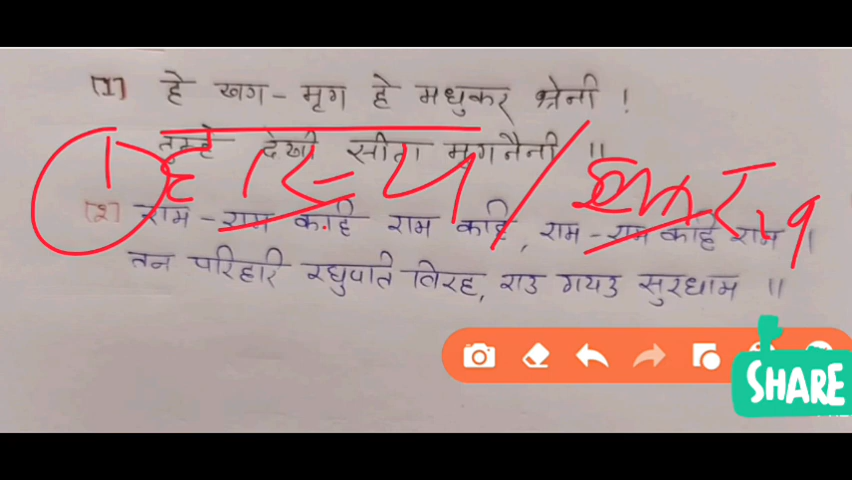 (1) हे खग - मृग हे मधुकर श्रेनी !
तुम्हे देखी सीता मृगनैनी ॥
(2) राम - राम कहि राम कहि, राम - राम कहि राम ।
तन परिहरि रघुपति विरह, राउ गयउ सुरधाम ॥
SHARE